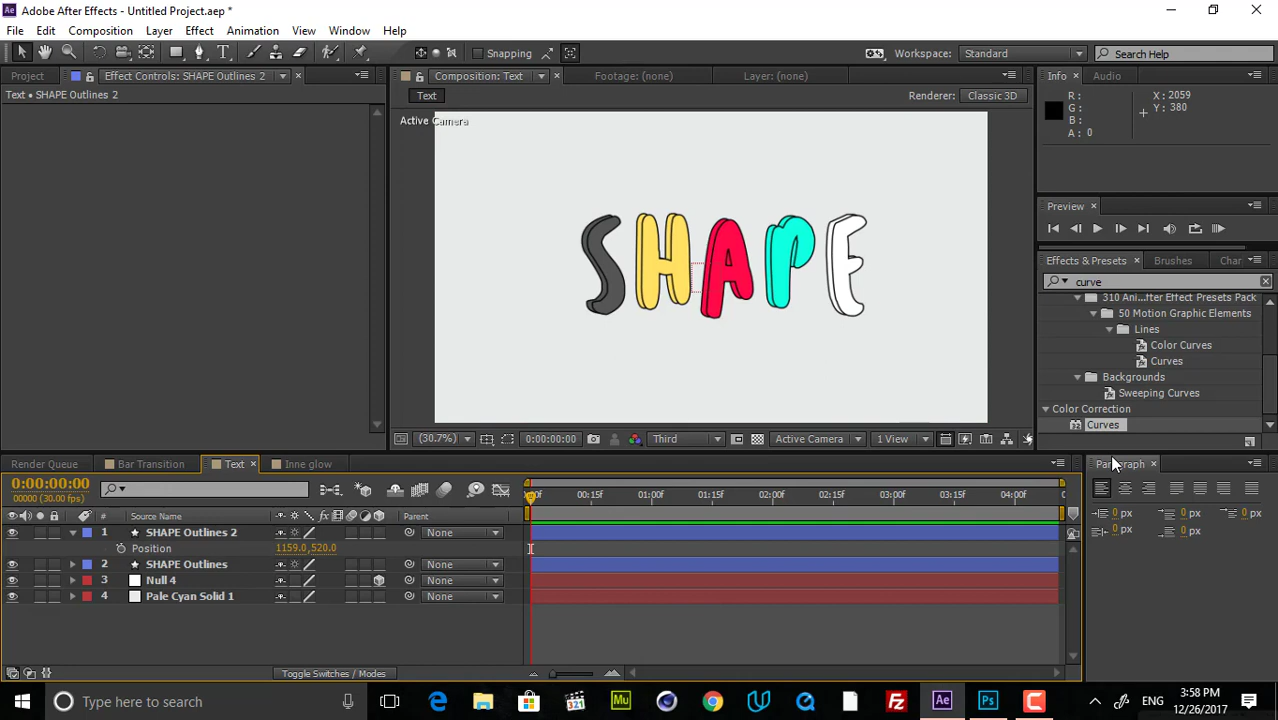 Adobe After Effects - Untitled Project.aep *
File Edit Composition Layer Effect Animation View Window Help
Snapping Workspace: Standard Search Help
Project Effect Controls: SHAPE Outlines 2 Composition: Text Footage: (none) Layer: (none) Info Audio
Text • SHAPE Outlines 2 Text Renderer: Classic 3D R: X: 2059
G: Y: 380
B:
A: 0
Active Camera
SHAPE
Preview
Effects & Presets Brushes Char
curve
310 Ani...fter Effect Presets Pack
50 Motion Graphic Elements
Lines
Color Curves
Curves
Backgrounds
Sweeping Curves
Color Correction
Curves
(30.7%) 0:00:00:00 Third Active Camera 1 View
Render Queue Bar Transition Text Inne glow Paragraph
0:00:00:00
00000 (30.00 fps)
00f 00:15f 01:00f 01:15f 02:00f 02:15f 03:00f 03:15f 04:00f
# Source Name fx Parent
1 SHAPE Outlines 2 None
Position 1159.0,520.0
2 SHAPE Outlines None
3 Null 4 None
4 Pale Cyan Solid 1 None
0 px 0 px 0 px
0 px 0 px
Toggle Switches / Modes
Type here to search 321 Mu Ae Ps ENG 3:58 PM
12/26/2017